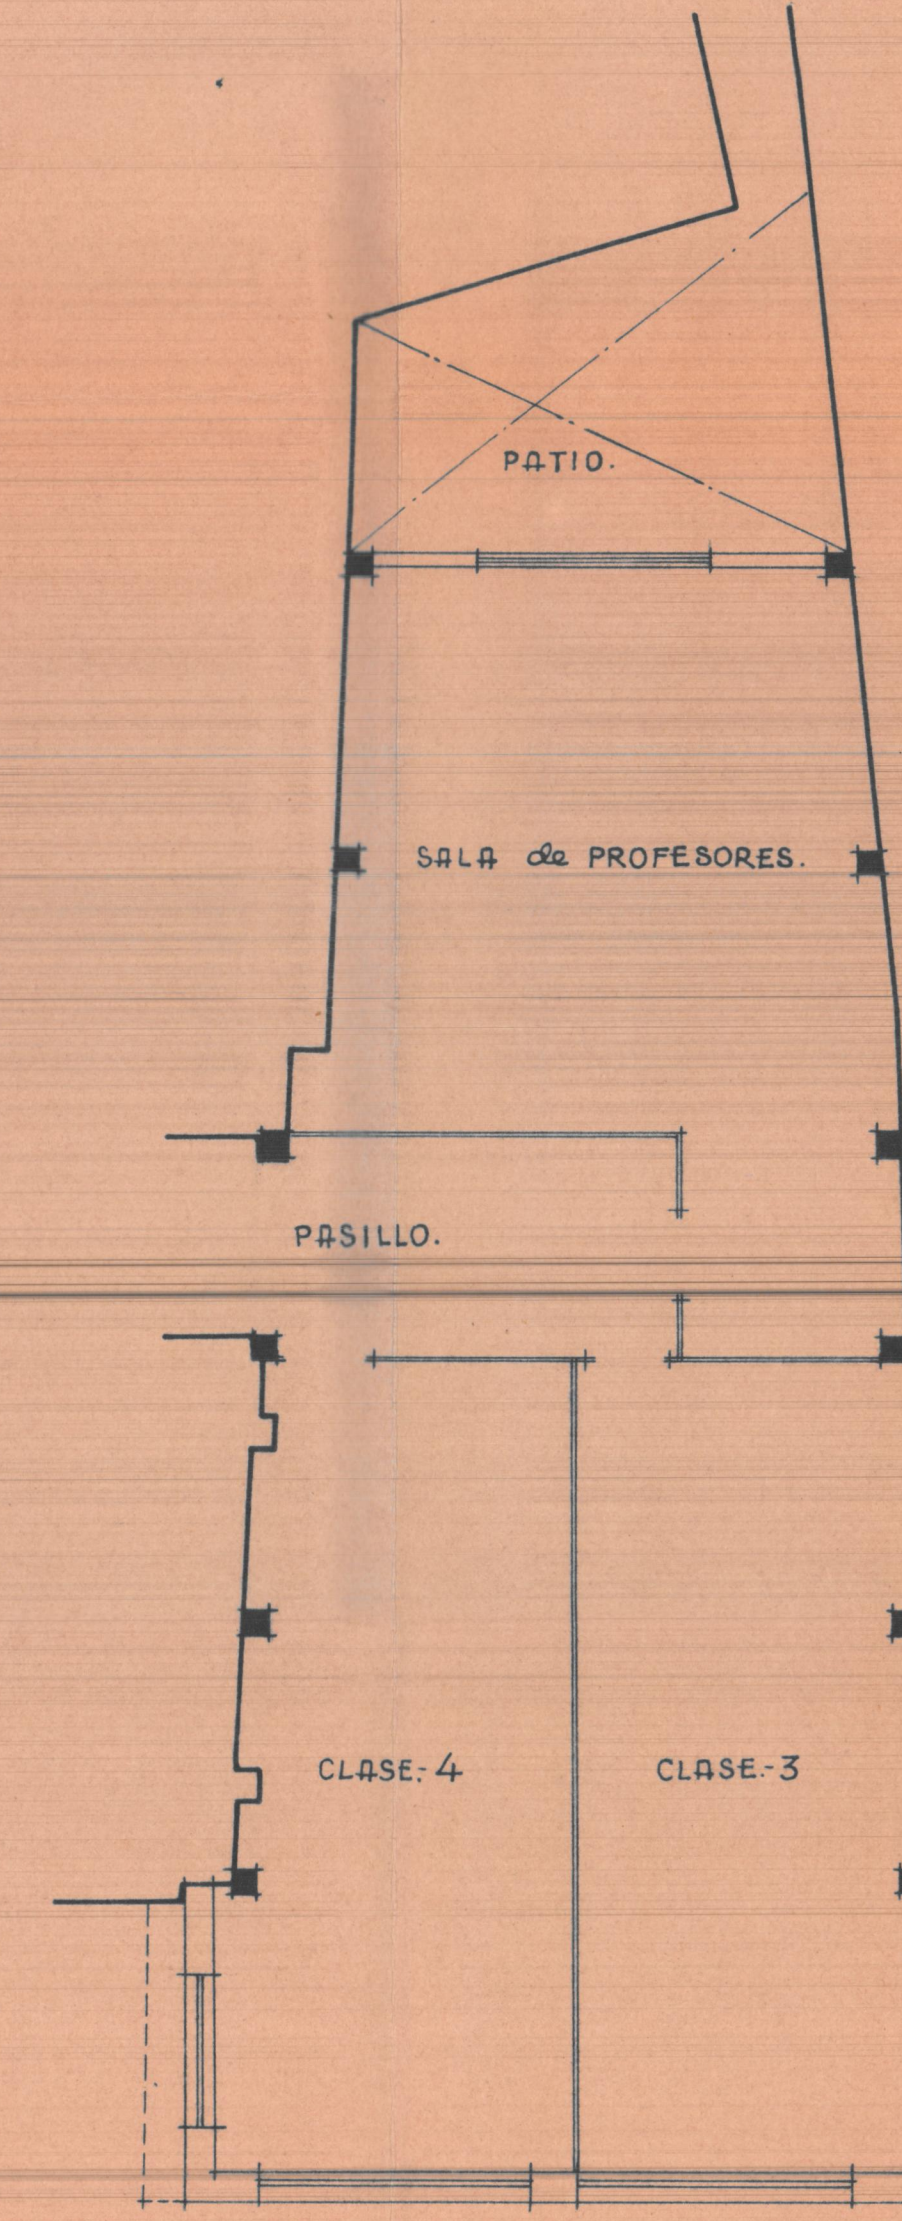 PATIO.
SALA de PROFESORES.
PASILLO.
CLASE.-4
CLASE.-3